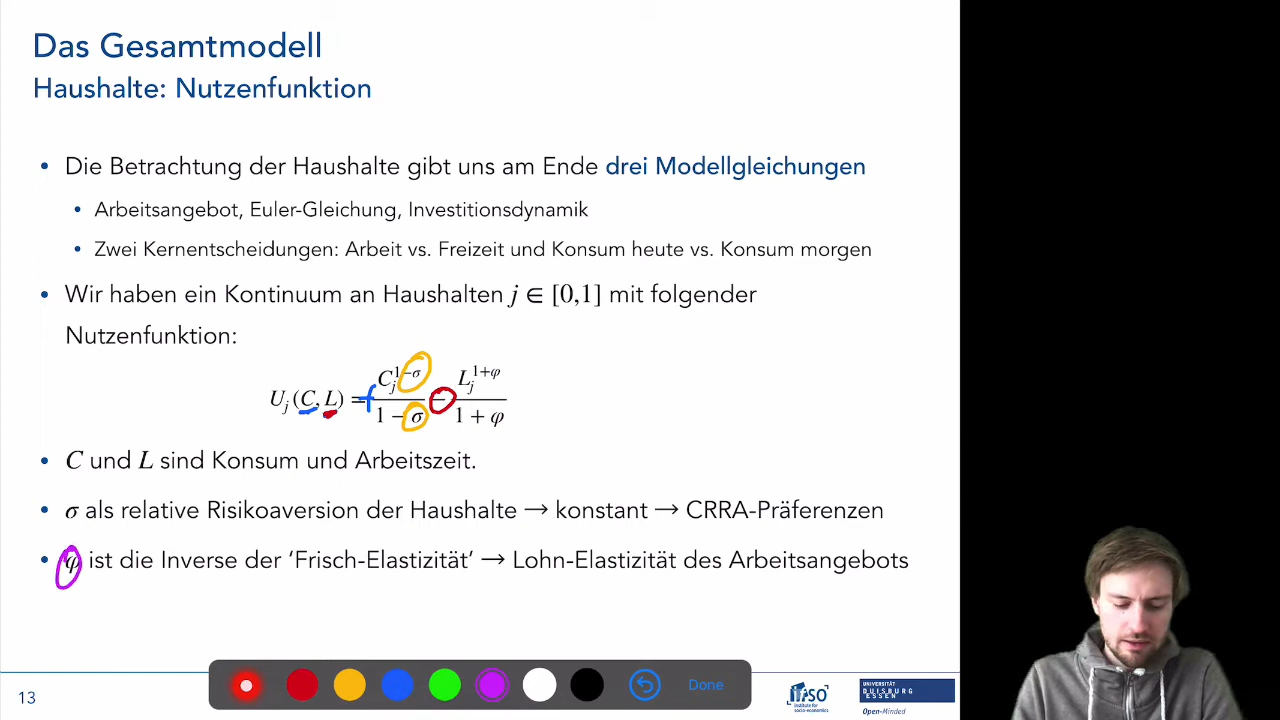 Das Gesamtmodell
Haushalte: Nutzenfunktion
• Die Betrachtung der Haushalte gibt uns am Ende drei Modellgleichungen
• Arbeitsangebot, Euler-Gleichung, Investitionsdynamik
• Zwei Kernentscheidungen: Arbeit vs. Freizeit und Konsum heute vs. Konsum morgen
• Wir haben ein Kontinuum an Haushalten j ∈ [0,1] mit folgender
Nutzenfunktion:
U_j (C, L) = C_j^{1−σ} / (1 − σ) − L_j^{1+φ} / (1 + φ)
• C und L sind Konsum und Arbeitszeit.
• σ als relative Risikoaversion der Haushalte → konstant → CRRA-Präferenzen
• φ ist die Inverse der ‘Frisch-Elastizität’ → Lohn-Elastizität des Arbeitsangebots
Done
13
ifso
institute for
socio-economics
UNIVERSITÄT
DUISBURG
ESSEN
Open-Minded